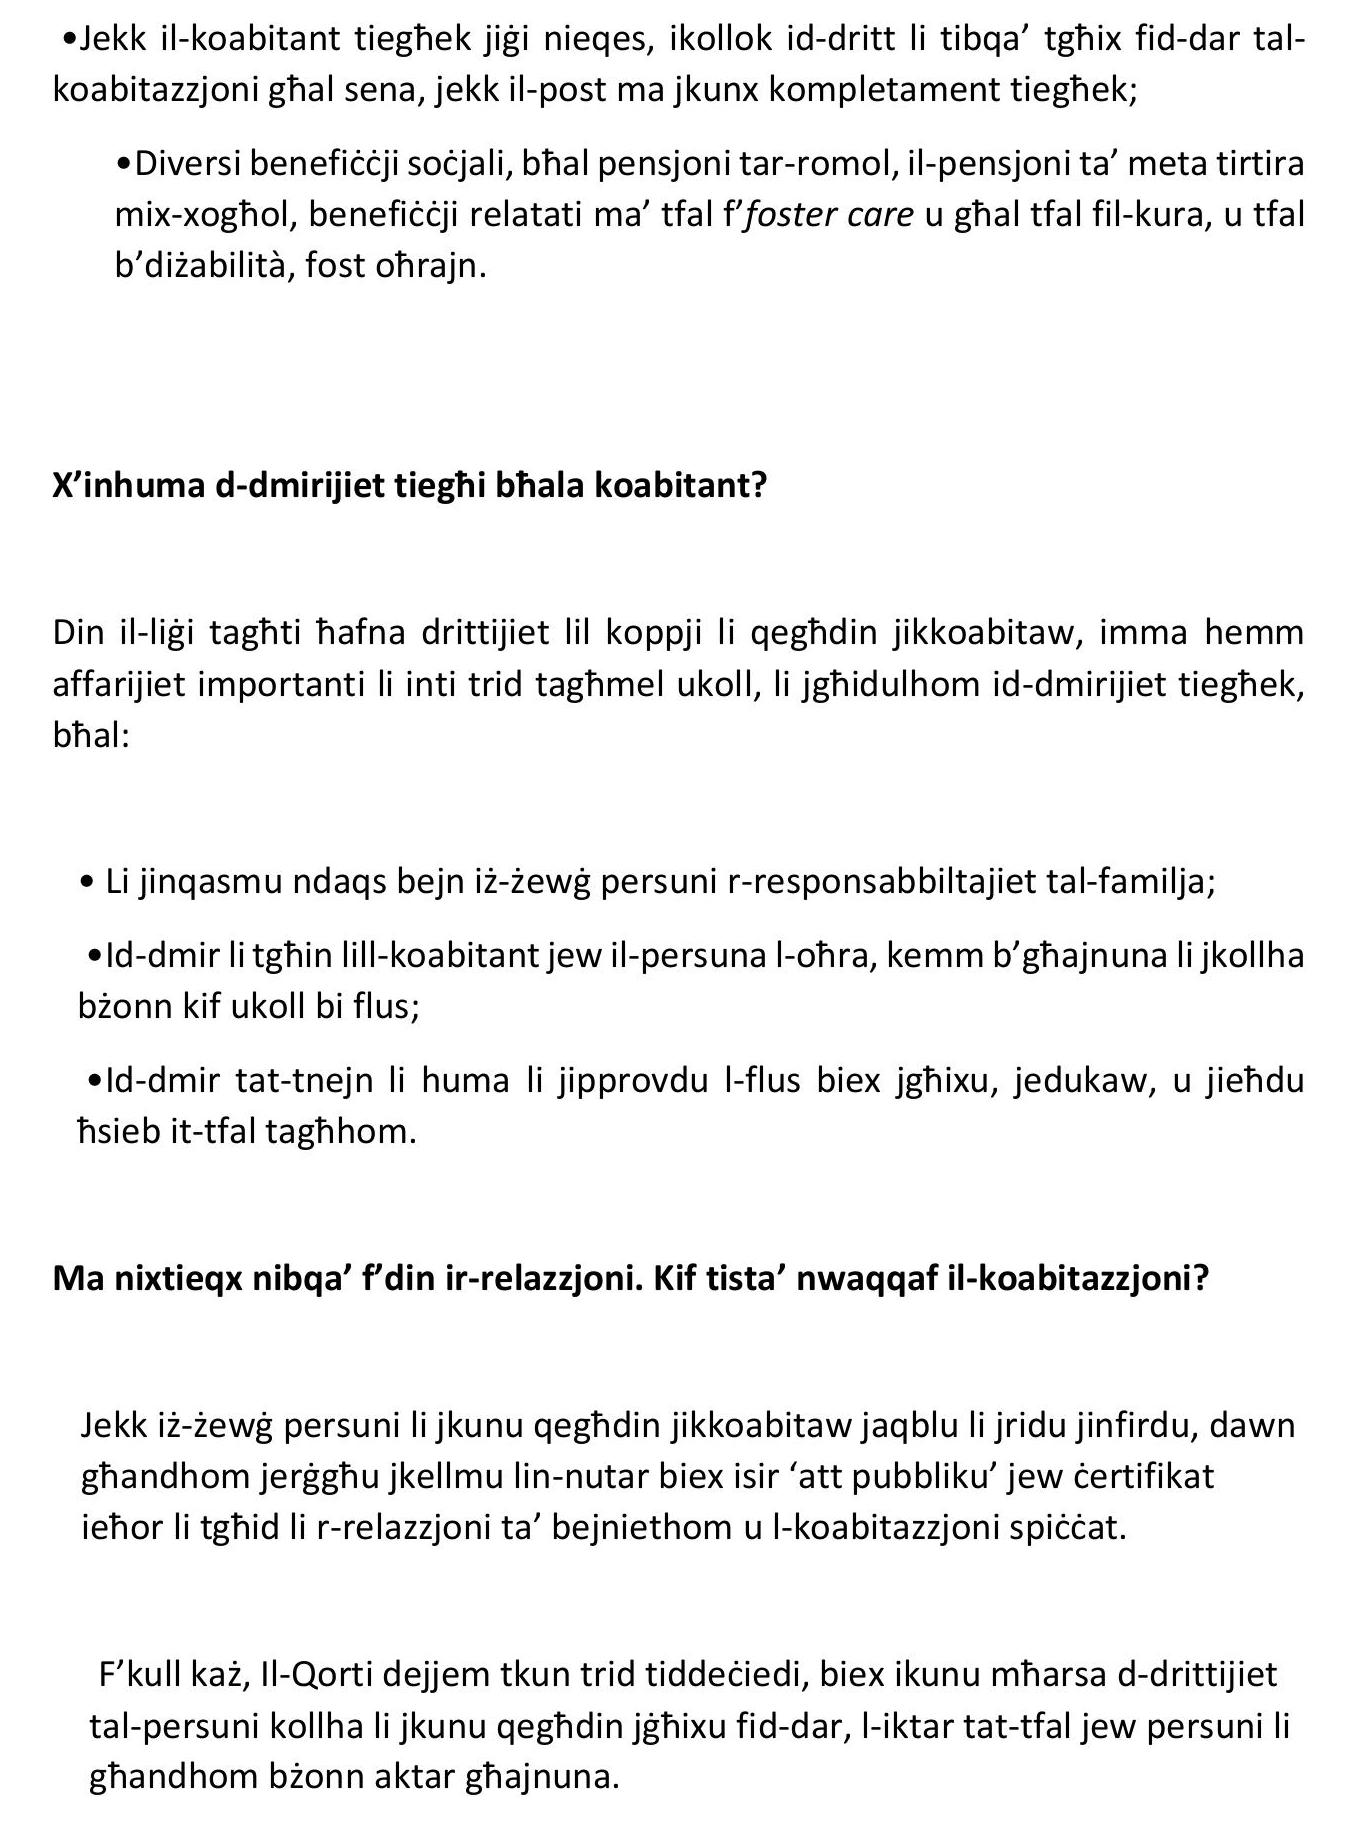 •Jekk il-koabitant tiegħek jiġi nieqes, ikollok id-dritt li tibqa’ tgħix fid-dar tal-
koabitazzjoni għal sena, jekk il-post ma jkunx kompletament tiegħek;
•Diversi benefiċċji soċjali, bħal pensjoni tar-romol, il-pensjoni ta’ meta tirtira
mix-xogħol, benefiċċji relatati ma’ tfal f’foster care u għal tfal fil-kura, u tfal
b’diżabilità, fost oħrajn.
X’inhuma d-dmirijiet tiegħi bħala koabitant?
Din il-liġi tagħti ħafna drittijiet lil koppji li qegħdin jikkoabitaw, imma hemm
affarijiet importanti li inti trid tagħmel ukoll, li jgħidulhom id-dmirijiet tiegħek,
bħal:
• Li jinqasmu ndaqs bejn iż-żewġ persuni r-responsabbiltajiet tal-familja;
•Id-dmir li tgħin lill-koabitant jew il-persuna l-oħra, kemm b’għajnuna li jkollha
bżonn kif ukoll bi flus;
•Id-dmir tat-tnejn li huma li jipprovdu l-flus biex jgħixu, jedukaw, u jieħdu
ħsieb it-tfal tagħhom.
Ma nixtieqx nibqa’ f’din ir-relazzjoni. Kif tista’ nwaqqaf il-koabitazzjoni?
Jekk iż-żewġ persuni li jkunu qegħdin jikkoabitaw jaqblu li jridu jinfirdu, dawn
għandhom jerġgħu jkellmu lin-nutar biex isir ‘att pubbliku’ jew ċertifikat
ieħor li tgħid li r-relazzjoni ta’ bejniethom u l-koabitazzjoni spiċċat.
F’kull każ, Il-Qorti dejjem tkun trid tiddeċiedi, biex ikunu mħarsa d-drittijiet
tal-persuni kollha li jkunu qegħdin jġħixu fid-dar, l-iktar tat-tfal jew persuni li
għandhom bżonn aktar għajnuna.